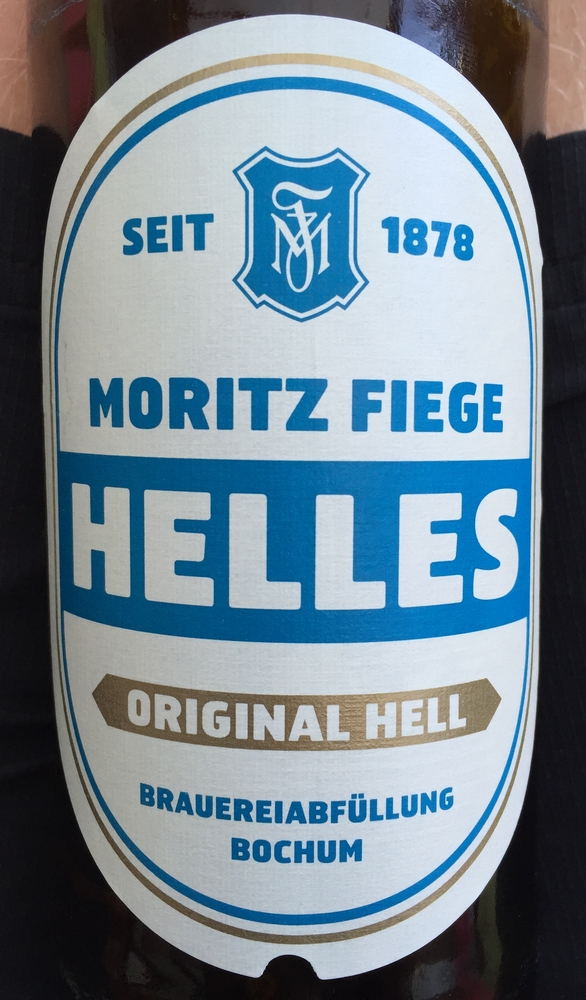 SEIT 1878
MORITZ FIEGE
HELLES
ORIGINAL HELL
BRAUEREIABFÜLLUNG
BOCHUM